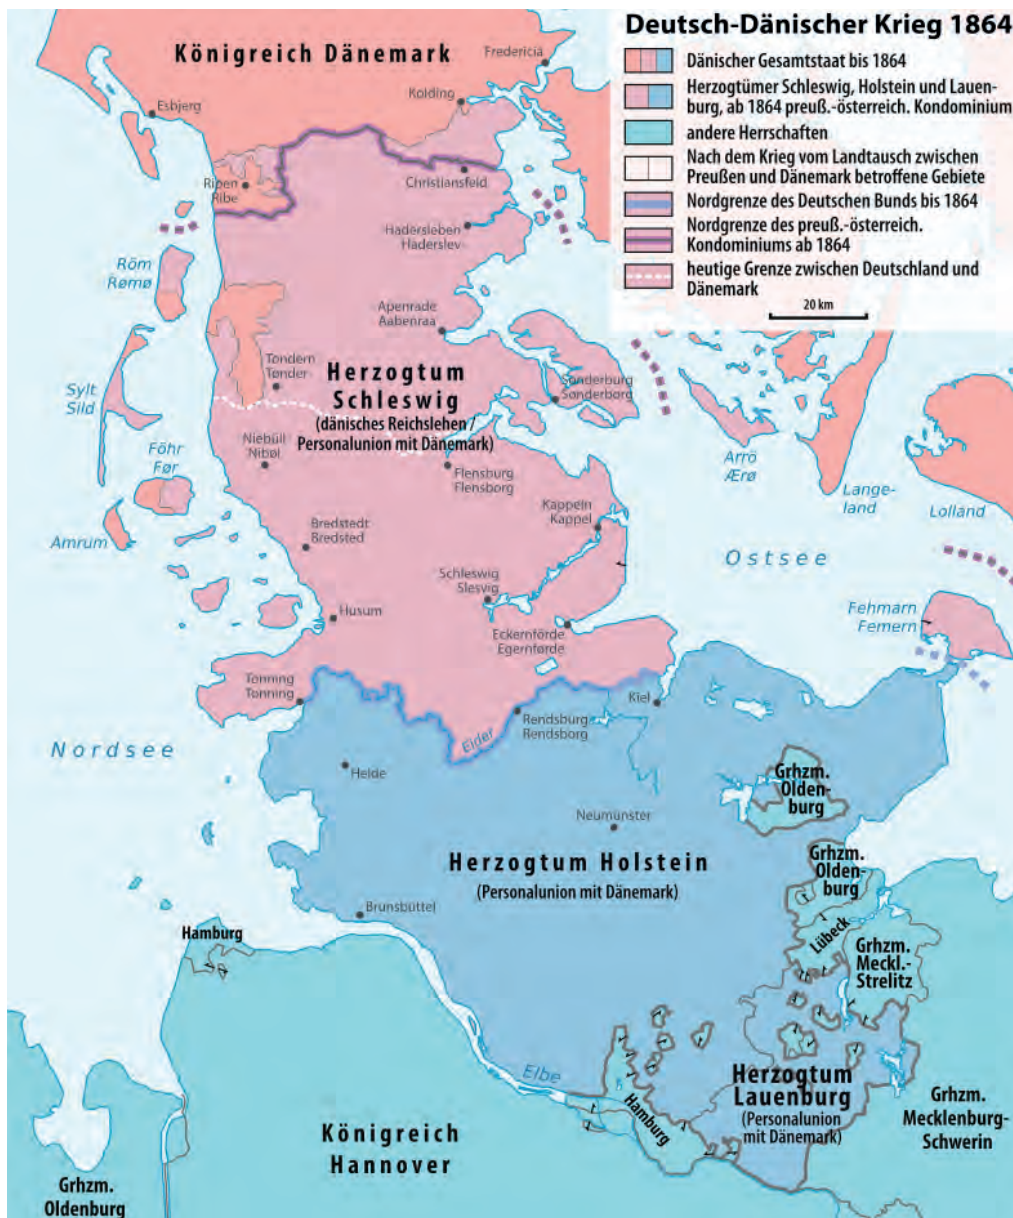 Deutsch-Dänischer Krieg 1864
Dänischer Gesamtstaat bis 1864
Herzogtümer Schleswig, Holstein und Lauen-
burg, ab 1864 preuß.-österreich. Kondominium
andere Herrschaften
Nach dem Krieg vom Landtausch zwischen
Preußen und Dänemark betroffene Gebiete
Nordgrenze des Deutschen Bunds bis 1864
Nordgrenze des preuß.-österreich.
Kondominiums ab 1864
heutige Grenze zwischen Deutschland und
Dänemark
20 km
Königreich Dänemark
Fredericia
Kolding
Esbjerg
Ripen
Ribe
Christiansfeld
Hadersleben
Haderslev
Röm
Rømø
Apenrade
Aabenraa
Tondern
Tønder
Herzogtum
Schleswig
(dänisches Reichslehen /
Personalunion mit Dänemark)
Sonderburg
Sønderborg
Sylt
Sild
Niebüll
Nibøl
Föhr
Før
Flensburg
Flensborg
Arrö
Ærø
Lange-
land
Lolland
Kappeln
Kappel
Amrum
Bredstedt
Bredsted
Ostsee
Schleswig
Slesvig
Husum
Eckernförde
Egernførde
Fehmarn
Femern
Tönning
Tønning
Kiel
Rendsburg
Rendsborg
Eider
Nordsee
Heide
Grhzm.
Olden-
burg
Neumünster
Herzogtum Holstein
(Personalunion mit Dänemark)
Grhzm.
Olden-
burg
Brunsbüttel
Hamburg
Lübeck
Grhzm.
Meckl.-
Strelitz
Elbe
Hamburg
Herzogtum
Lauenburg
(Personalunion
mit Dänemark)
Grhzm.
Mecklenburg-
Schwerin
Königreich
Hannover
Grhzm.
Oldenburg